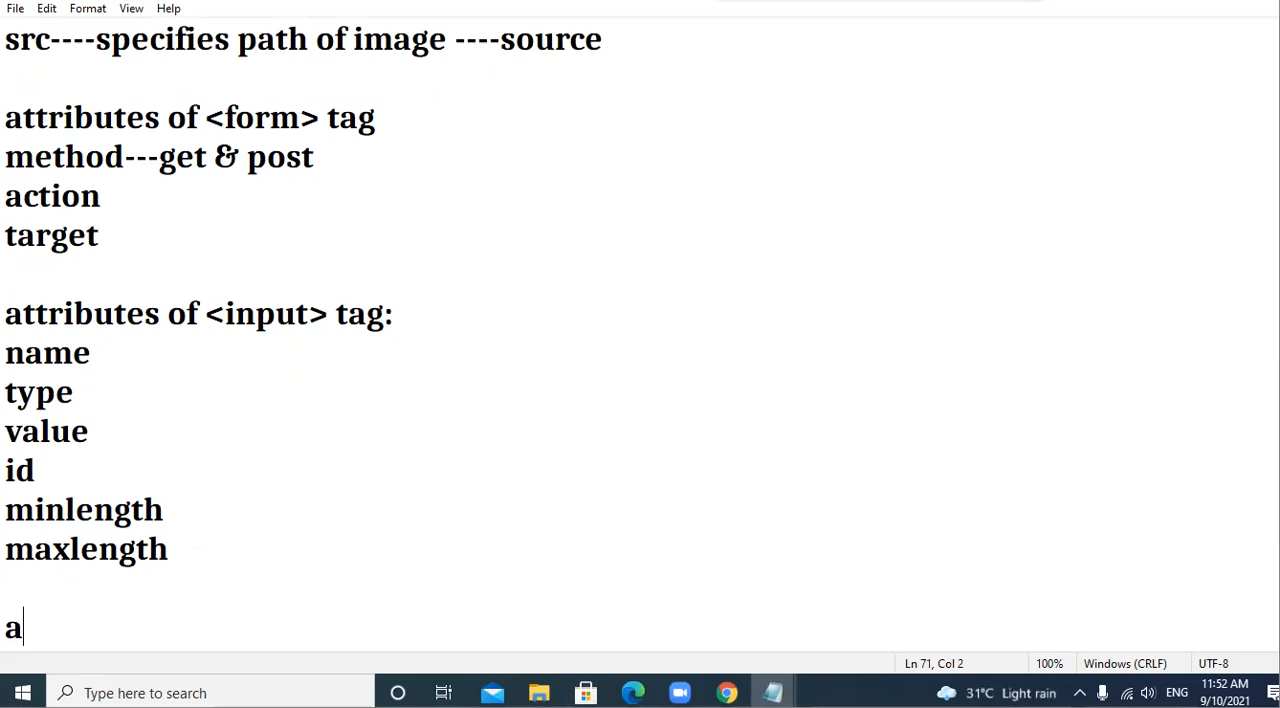 File Edit Format View Help
src----specifies path of image ----source
attributes of <form> tag
method---get & post
action
target
attributes of <input> tag:
name
type
value
id
minlength
maxlength
a
Ln 71, Col 2 100% Windows (CRLF) UTF-8
Type here to search 31°C Light rain ENG 11:52 AM
9/10/2021